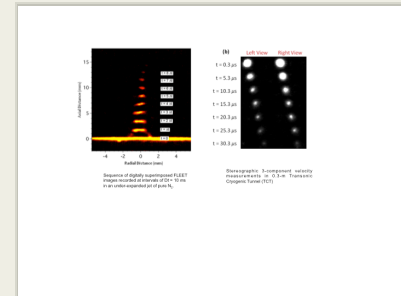 (b)
Left View Right View
t = 0.3 μs
t = 5.3 μs
t = 10.3 μs
t = 15.3 μs
t = 20.3 μs
t = 25.3 μs
t = 30.3 μs
15
10
5
0
Axial Distance (mm)
-4 -2 0 2 4
Radial Distance (mm)
Sequence of digitally superimposed FLEET
images recorded at intervals of Dt = 10 ms
in an under-expanded jet of pure N2.
Stereographic 3-component velocity
measurements in 0.3-m Transonic
Cryogenic Tunnel (TCT)